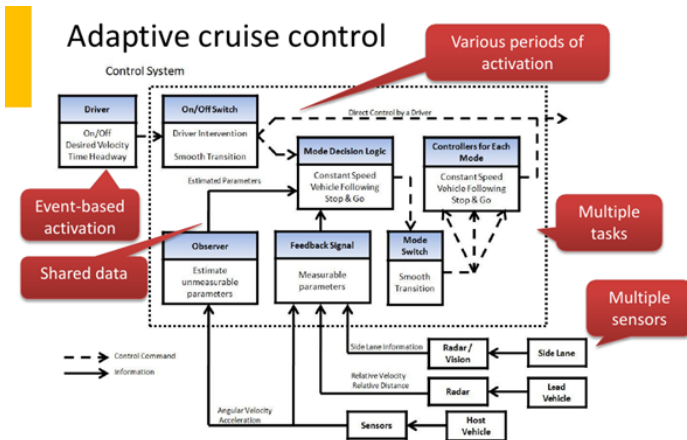 Adaptive cruise control
Various periods of
activation
Control System
Driver
On/Off
Desired Velocity
Time Headway
On/Off Switch
Driver Intervention
Smooth Transition
Direct Control by a Driver
Mode Decision Logic
Constant Speed
Vehicle Following
Stop & Go
Controllers for Each
Mode
Constant Speed
Vehicle Following
Stop & Go
Event-based
activation
Estimated Parameters
Shared data
Observer
Estimate
unmeasurable
parameters
Feedback Signal
Measurable
parameters
Mode
Switch
Smooth
Transition
Multiple
tasks
Multiple
sensors
Control Command
Information
Side Lane Information
Radar /
Vision
Side Lane
Relative Velocity
Relative Distance
Radar
Lead
Vehicle
Angular Velocity
Acceleration
Sensors
Host
Vehicle